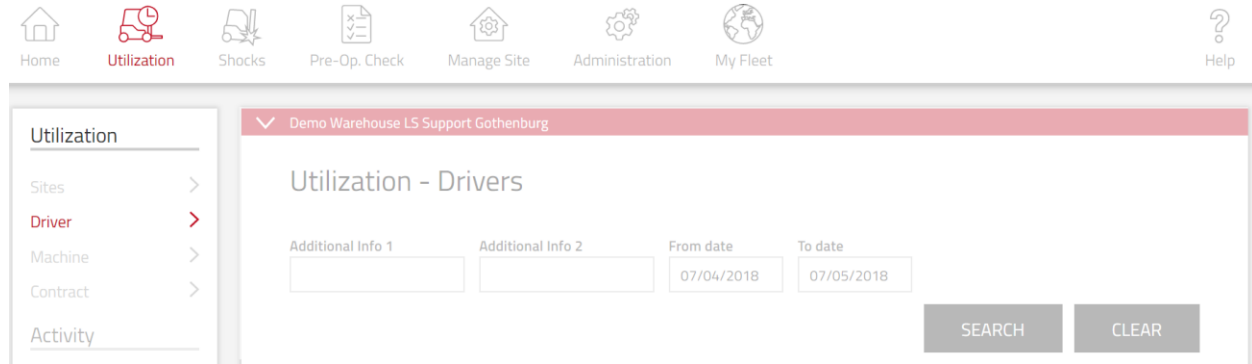 Home Utilization Shocks Pre-Op. Check Manage Site Administration My Fleet Help
Utilization
Sites
Driver
Machine
Contract
Activity
Demo Warehouse LS Support Gothenburg
Utilization - Drivers
Additional Info 1 Additional Info 2 From date To date
07/04/2018 07/05/2018
SEARCH CLEAR